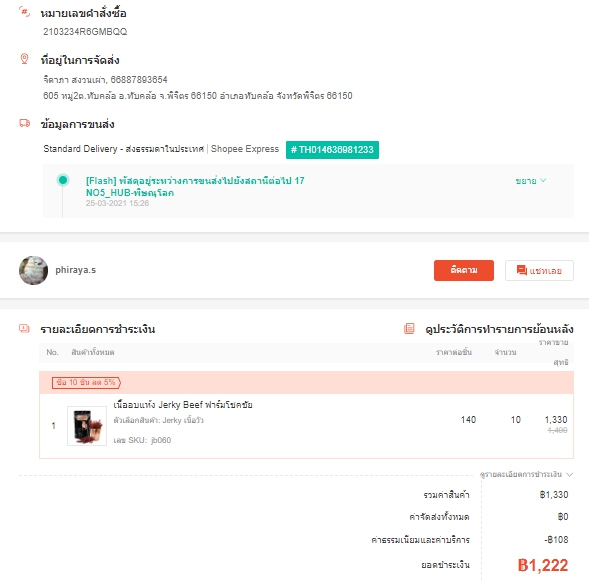 หมายเลขคำสั่งซื้อ
2103234R6GMBQQ
ที่อยู่ในการจัดส่ง
จิดาภา สงวนเผ่า, 66887893654
605 หมู่2ต.ทับคล้อ อ.ทับคล้อ จ.พิจิตร 66150 อำเภอทับคล้อ จังหวัดพิจิตร 66150
ข้อมูลการขนส่ง
Standard Delivery - ส่งธรรมดาในประเทศ | Shopee Express # TH014636981233
[Flash] พัสดุอยู่ระหว่างการขนส่งไปยังสถานีต่อไป 17 ขยาย
NO5_HUB-พิษณุโลก
25-03-2021 15:26
phiraya.s ติดตาม แชทเลย
รายละเอียดการชำระเงิน ดูประวัติการทำรายการย้อนหลัง
No. สินค้าทั้งหมด ราคาต่อชิ้น จำนวน ราคาขายสุทธิ
ซื้อ 10 ชิ้น ลด 5%
เนื้ออบแห้ง Jerky Beef ฟาร์มโชคชัย
1 ตัวเลือกสินค้า: Jerky เนื้อวัว 140 10 1,330
1,400
เลข SKU: jb060
ดูรายละเอียดการชำระเงิน
รวมค่าสินค้า ฿1,330
ค่าจัดส่งทั้งหมด ฿0
ค่าธรรมเนียมและค่าบริการ -฿108
ยอดชำระเงิน ฿1,222